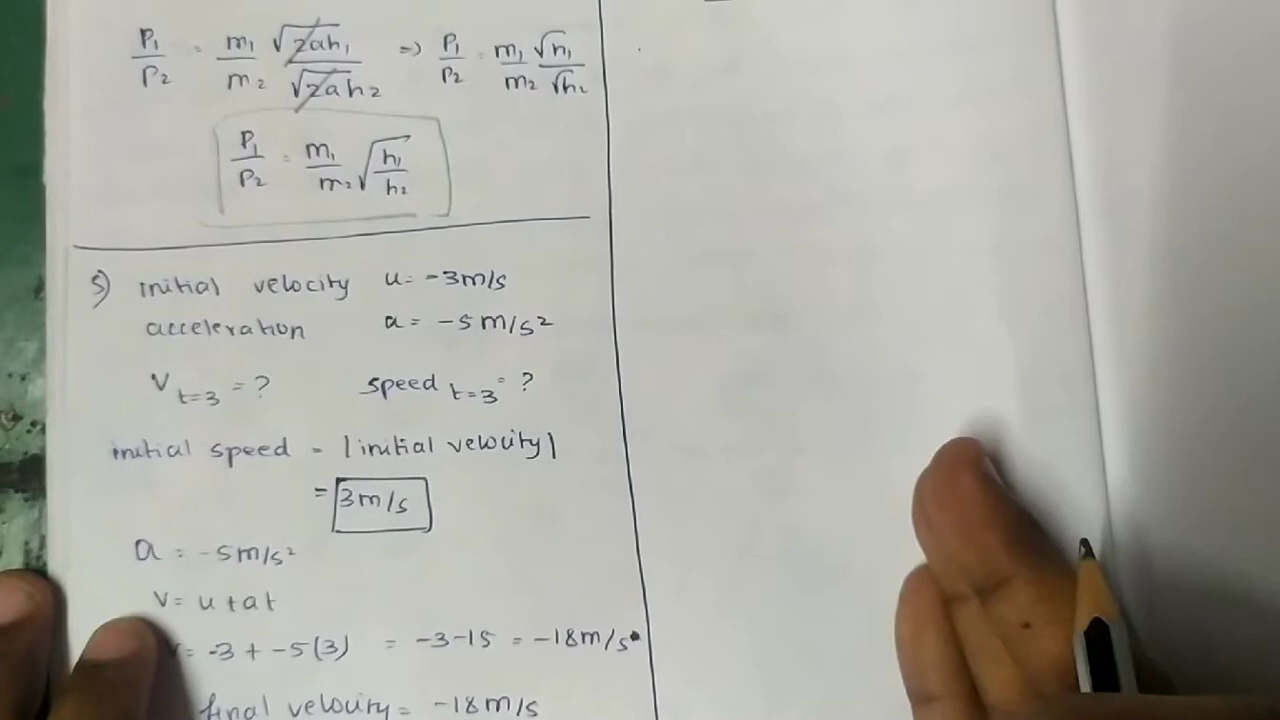 P₁/P₂ = m₁/m₂ √2ah₁/√2ah₂ => P₁/P₂ = m₁/m₂ √h₁/√h₂
P₁/P₂ = m₁/m₂ √h₁/h₂
5) initial velocity u = -3m/s
acceleration a = -5m/s²
V t=3 = ? speed t=3 = ?
initial speed = |initial velocity|
= 3m/s
a = -5m/s²
V = u + at
= -3 + -5(3) = -3-15 = -18m/s
final velocity = -18m/s